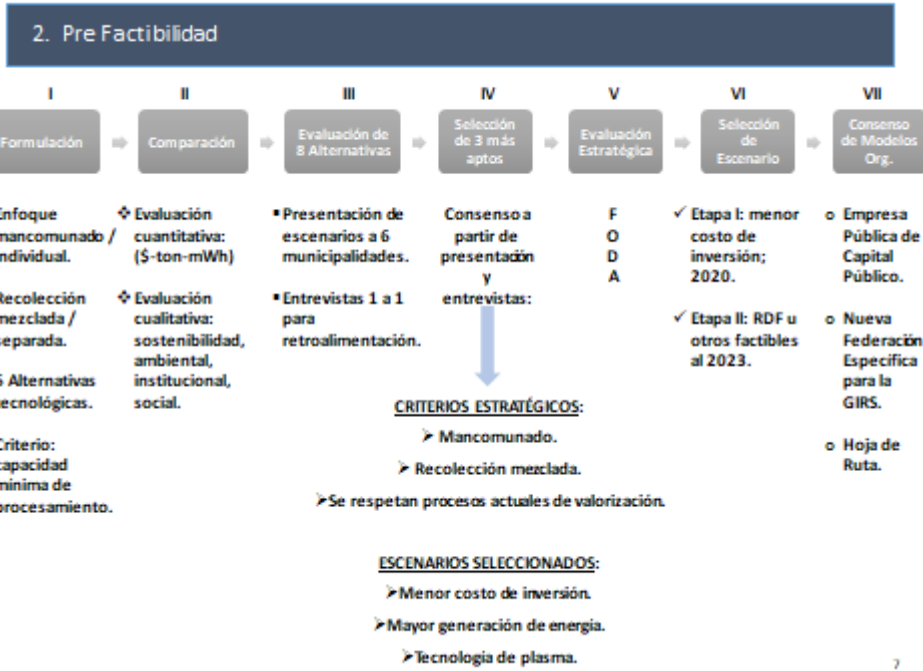 2. Pre Factibilidad
I
II
III
IV
V
VI
VII
Formulación
Comparación
Evaluación de
8 Alternativas
Selección
de 3 más
aptos
Evaluación
Estratégica
Selección
de
Escenario
Consenso
de Modelos
Org.
Enfoque
mancomunado /
individual.
Recolección
mezclada /
separada.
Alternativas
tecnológicas.
Criterio:
capacidad
mínima de
procesamiento.
❖ Evaluación
cuantitativa:
($-ton-mWh)
❖ Evaluación
cualitativa:
sostenibilidad,
ambiental,
institucional,
social.
▪ Presentación de
escenarios a 6
municipalidades.
▪ Entrevistas 1 a 1
para
retroalimentación.
Consenso a
partir de
presentación
y
entrevistas:
F
O
D
A
✓ Etapa I: menor
costo de
inversión;
2020.
✓ Etapa II: RDF u
otros factibles
al 2023.
o Empresa
Pública de
Capital
Público.
o Nueva
Federación
Especifica
para la
GIRS.
o Hoja de
Ruta.
CRITERIOS ESTRATÉGICOS:
➢ Mancomunado.
➢ Recolección mezclada.
➢Se respetan procesos actuales de valorización.
ESCENARIOS SELECCIONADOS:
➢Menor costo de inversión.
➢Mayor generación de energía.
➢Tecnología de plasma.
7